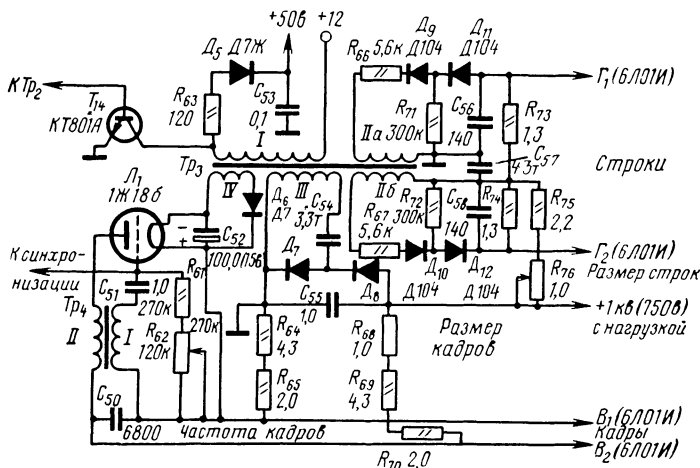 +50в
+12
Д₅ Д7Ж
R₆₆ 5,6к
Д₉ Д104
Д₁₁ Д104
Г₁(6Л01И)
К Тр₂
Т₁₄
КТ801А
R₆₃ 120
C₅₃ 0,1
I
IIа
R₇₁ 300к
C₅₆ 140
R₇₃ 1,3
C₅₇
4,3т
Строки
Тр₃
IV
III
IIб
Л₁
1Ж18б
Д₆ Д7
C₅₄ 3,3т
R₇₂ 300к
C₅₈ 140
R₇₄ 1,3
R₇₅ 2,2
R₆₇ 5,6к
− +
C₅₂
100,0П5в
Д₇
Д₈
Д₁₀ Д104
Д₁₂ Д104
Г₂(6Л01И)
Размер строк
R₇₆ 1,0
К синхро-
низации
C₅₁ 1,0
R₆₁ 270к
270к
C₅₅ 1,0
+1кв(750в)
с нагрузкой
Тр₄
II
I
R₆₂ 120к
R₆₄ 4,3
R₆₈ 1,0
Размер
кадров
R₆₅ 2,0
R₆₉ 4,3
C₅₀
6800
Частота кадров
В₁(6Л01И)
Кадры
В₂(6Л01И)
R₇₀ 2,0